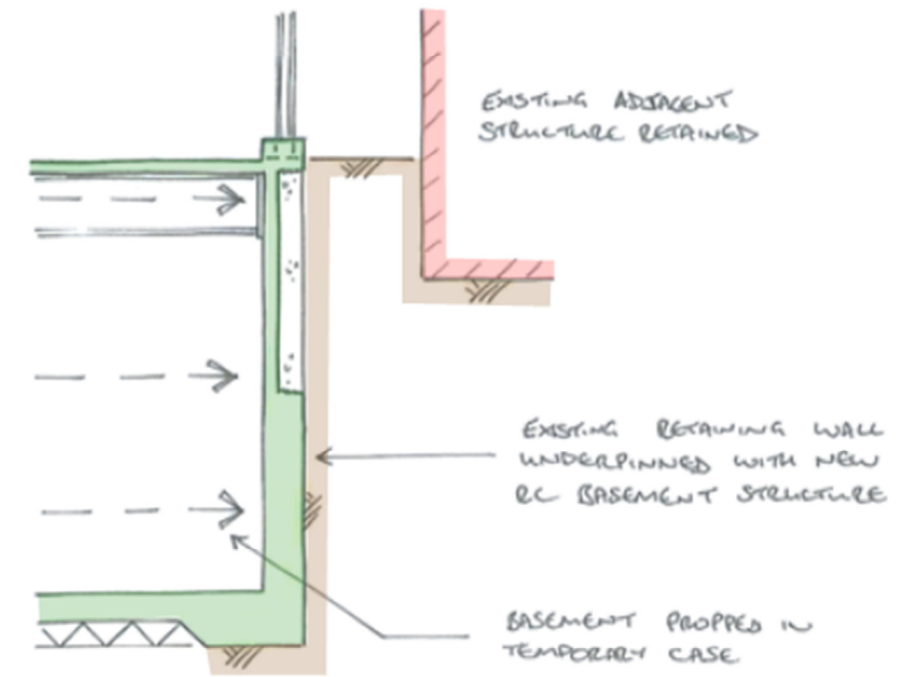 EXISTING ADJACENT
STRUCTURE RETAINED
EXISTING RETAINING WALL
UNDERPINNED WITH NEW
RC BASEMENT STRUCTURE
BASEMENT PROPPED IN
TEMPORARY CASE